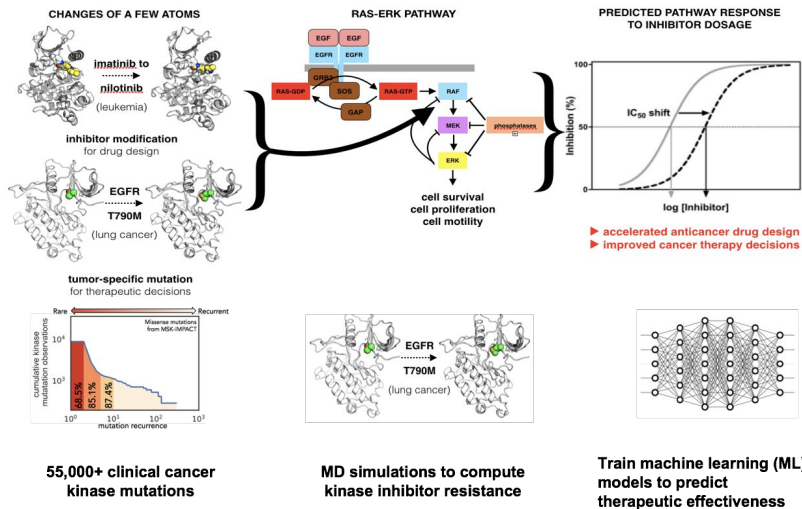 CHANGES OF A FEW ATOMS
imatinib to
nilotinib
(leukemia)
inhibitor modification
for drug design
EGFR
T790M
(lung cancer)
tumor-specific mutation
for therapeutic decisions
RAS-ERK PATHWAY
EGF
EGF
EGFR
EGFR
GRB2
SOS
RAS-GDP
RAS-GTP
GAP
RAF
MEK
phosphatases
ERK
cell survival
cell proliferation
cell motility
PREDICTED PATHWAY RESPONSE
TO INHIBITOR DOSAGE
Inhibition (%)
100
50
0
IC50 shift
log [Inhibitor]
▶ accelerated anticancer drug design
▶ improved cancer therapy decisions
Rare
Recurrent
Missense mutations
from MSK-IMPACT
cumulative kinase
mutation observations
10⁴
10³
68.5%
85.1%
87.4%
10⁰
10¹
10²
10³
mutation recurrence
55,000+ clinical cancer
kinase mutations
EGFR
T790M
(lung cancer)
MD simulations to compute
kinase inhibitor resistance
Train machine learning (ML)
models to predict
therapeutic effectiveness